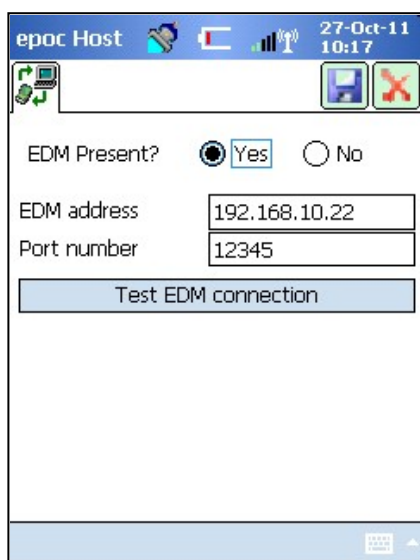 epoc Host
27-Oct-11
10:17
EDM Present? Yes No
EDM address 192.168.10.22
Port number 12345
Test EDM connection